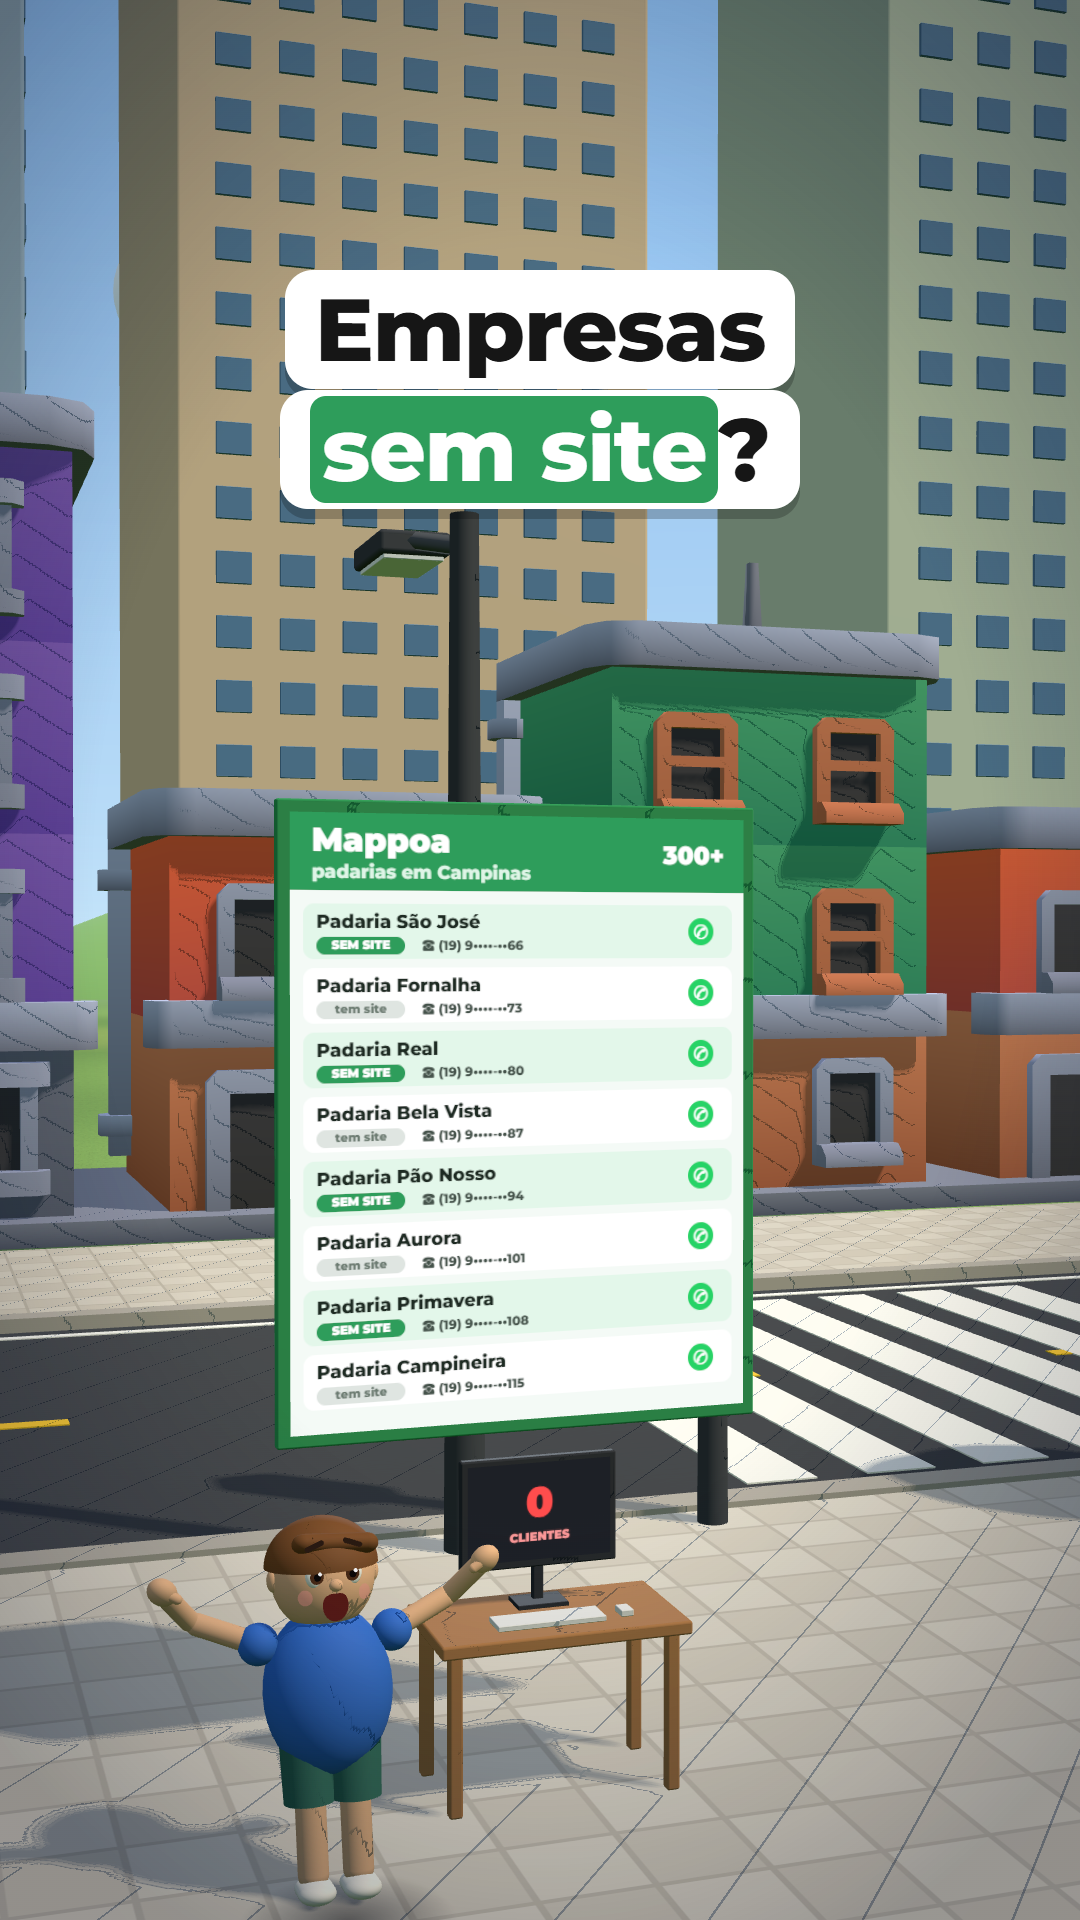 Empresas
sem site?
Mappoa
padarias em Campinas
300+
Padaria São José
SEM SITE ☎ (19) 9••••-••66
Padaria Fornalha
tem site ☎ (19) 9••••-••73
Padaria Real
SEM SITE ☎ (19) 9••••-••80
Padaria Bela Vista
tem site ☎ (19) 9••••-••87
Padaria Pão Nosso
SEM SITE ☎ (19) 9••••-••94
Padaria Aurora
tem site ☎ (19) 9••••-••101
Padaria Primavera
SEM SITE ☎ (19) 9••••-••108
Padaria Campineira
tem site ☎ (19) 9••••-••115
0
CLIENTES